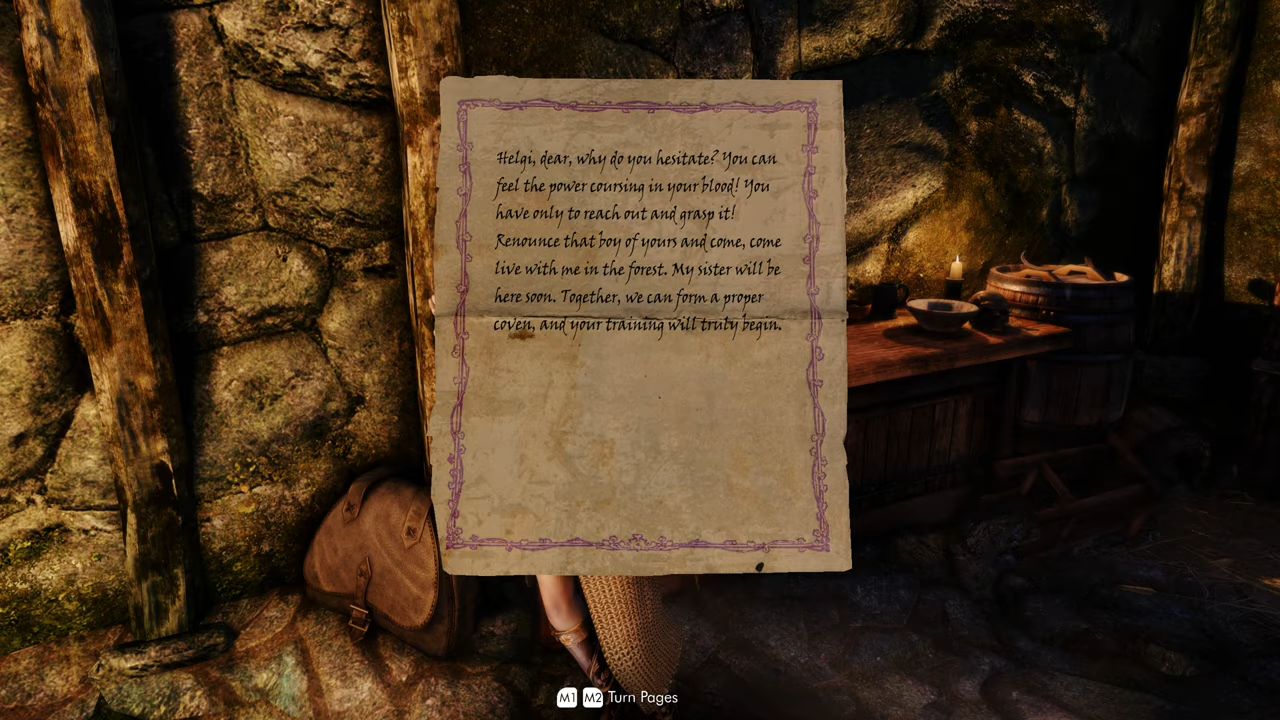 Helgi, dear, why do you hesitate? You can
feel the power coursing in your blood! You
have only to reach out and grasp it!
Renounce that boy of yours and come, come
live with me in the forest. My sister will be
here soon. Together, we can form a proper
coven, and your training will truly begin.
M1 M2 Turn Pages